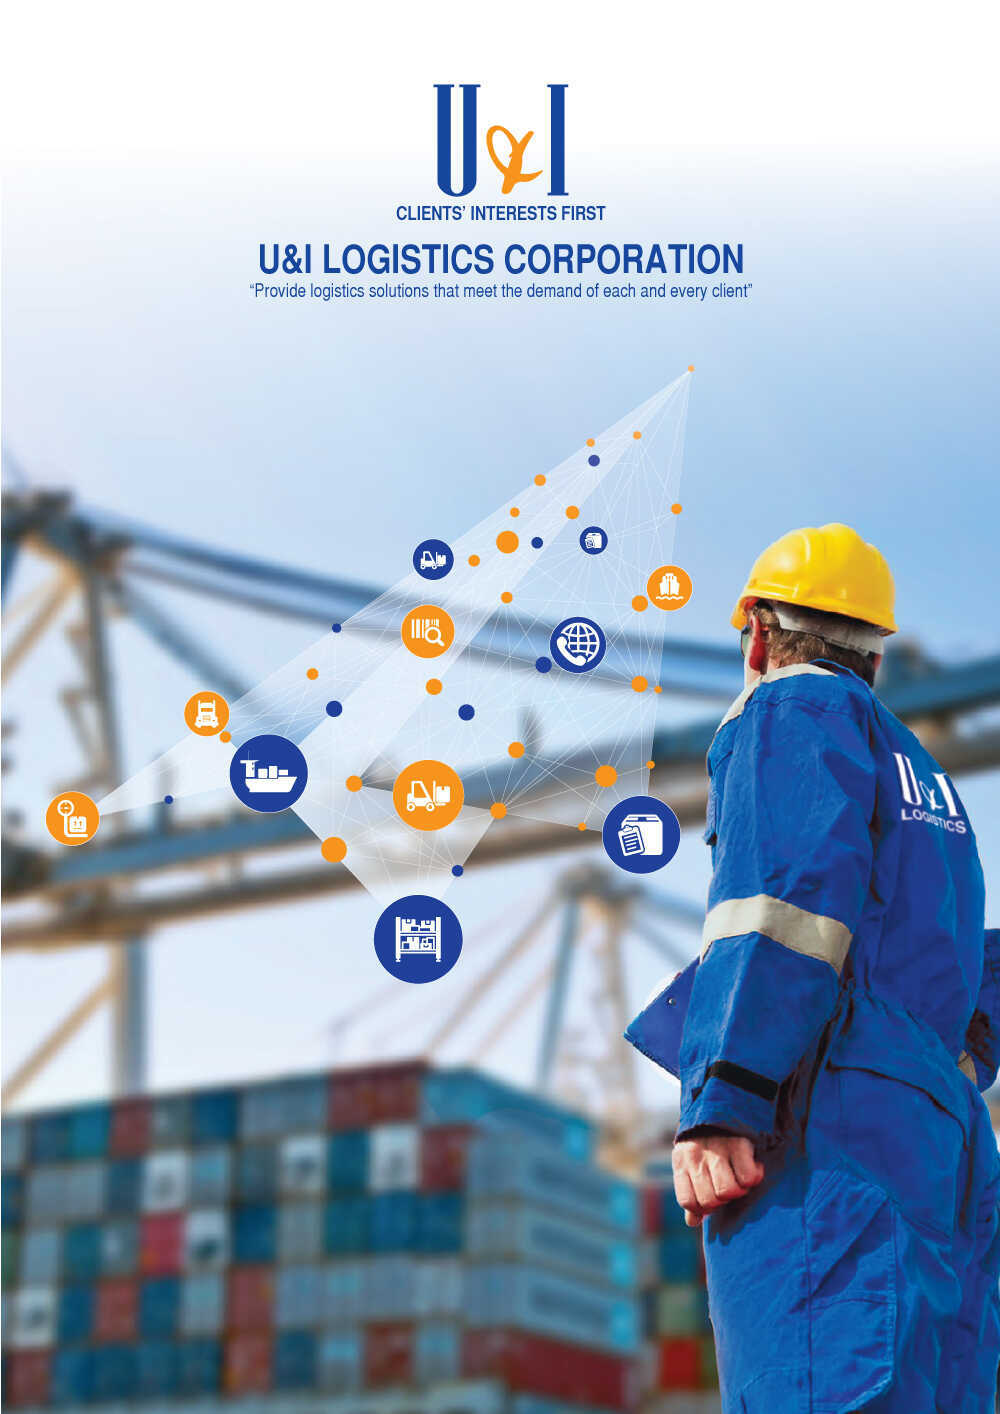 U&I
CLIENTS' INTERESTS FIRST
U&I LOGISTICS CORPORATION
“Provide logistics solutions that meet the demand of each and every client”
U&I
LOGISTICS